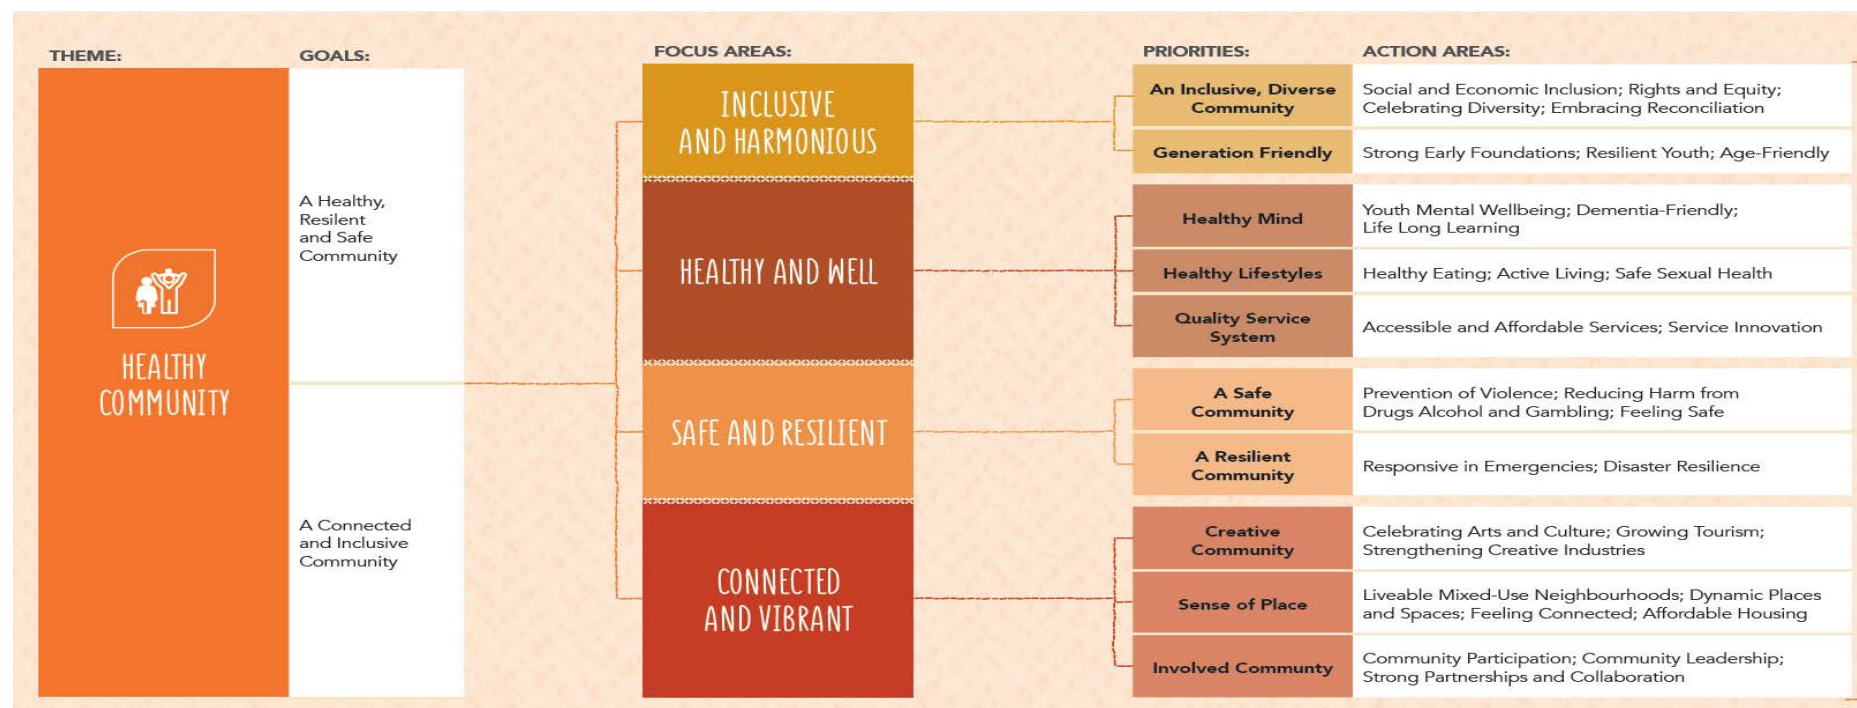 THEME:
HEALTHY
COMMUNITY
GOALS:
A Healthy,
Resilent
and Safe
Community
A Connected
and Inclusive
Community
FOCUS AREAS:
INCLUSIVE
AND HARMONIOUS
HEALTHY AND WELL
SAFE AND RESILIENT
CONNECTED
AND VIBRANT
PRIORITIES:
ACTION AREAS:
An Inclusive, Diverse
Community
Social and Economic Inclusion; Rights and Equity;
Celebrating Diversity; Embracing Reconciliation
Generation Friendly
Strong Early Foundations; Resilient Youth; Age-Friendly
Healthy Mind
Youth Mental Wellbeing; Dementia-Friendly;
Life Long Learning
Healthy Lifestyles
Healthy Eating; Active Living; Safe Sexual Health
Quality Service
System
Accessible and Affordable Services; Service Innovation
A Safe
Community
Prevention of Violence; Reducing Harm from
Drugs Alcohol and Gambling; Feeling Safe
A Resilient
Community
Responsive in Emergencies; Disaster Resilience
Creative
Community
Celebrating Arts and Culture; Growing Tourism;
Strengthening Creative Industries
Sense of Place
Liveable Mixed-Use Neighbourhoods; Dynamic Places
and Spaces; Feeling Connected; Affordable Housing
Involved Communty
Community Participation; Community Leadership;
Strong Partnerships and Collaboration